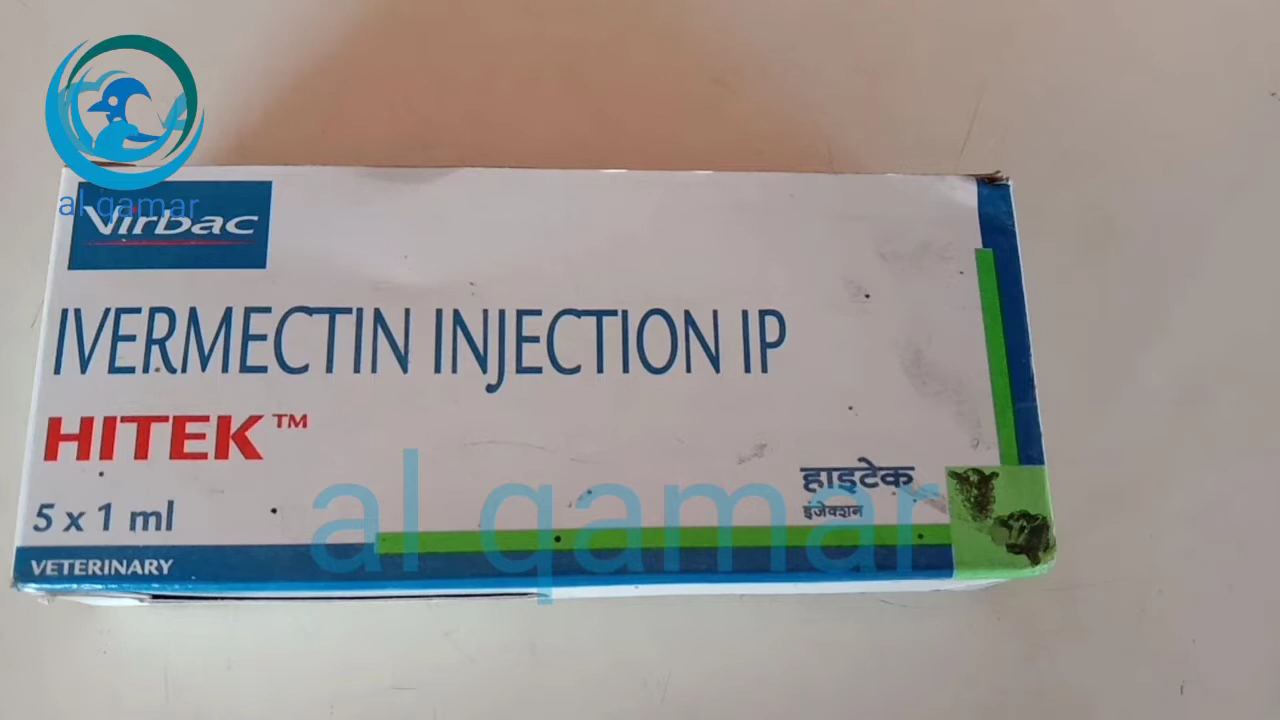 al qamar
Virbac
IVERMECTIN INJECTION IP
HITEK™
हाइटेक
इंजेक्शन
5 x 1 ml
al qamar
VETERINARY